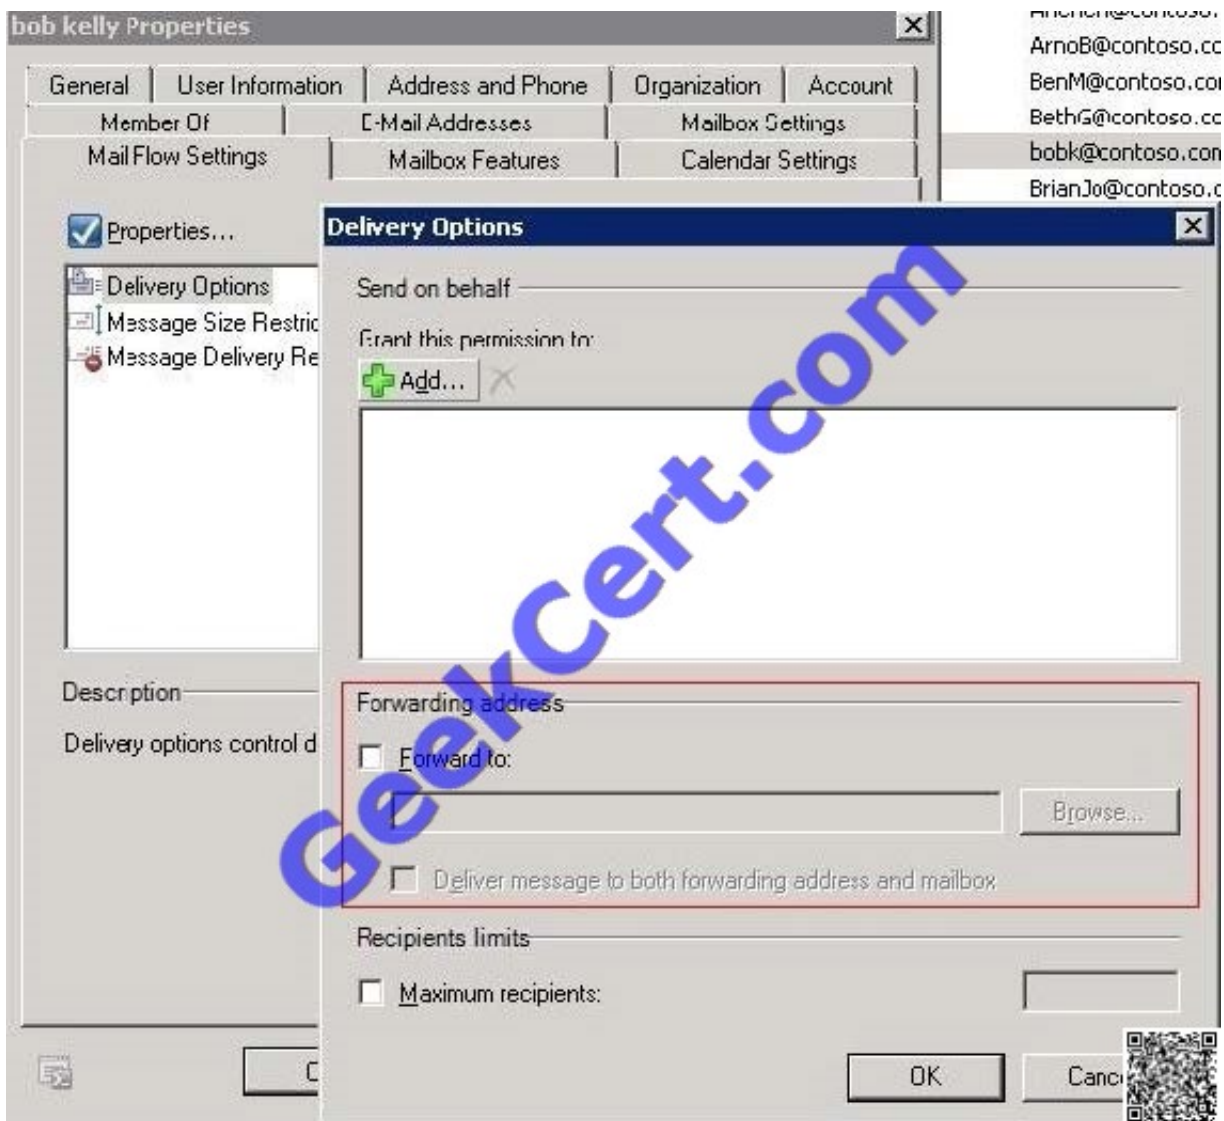 bob kelly Properties
General User Information Address and Phone Organization Account
Member Of E-Mail Addresses Mailbox Settings
Mail Flow Settings Mailbox Features Calendar Settings
Properties...
Delivery Options
Message Size Restric
Message Delivery Re
Description
Delivery options control d
ArnoB@contoso.co
BenM@contoso.co
BethG@contoso.co
bobk@contoso.com
BrianJo@contoso.c
Delivery Options
Send on behalf
Grant this permission to:
Add...
Forwarding address
Forward to:
Browse...
Deliver message to both forwarding address and mailbox
Recipients limits
Maximum recipients:
OK
Cance
GeekCert.com